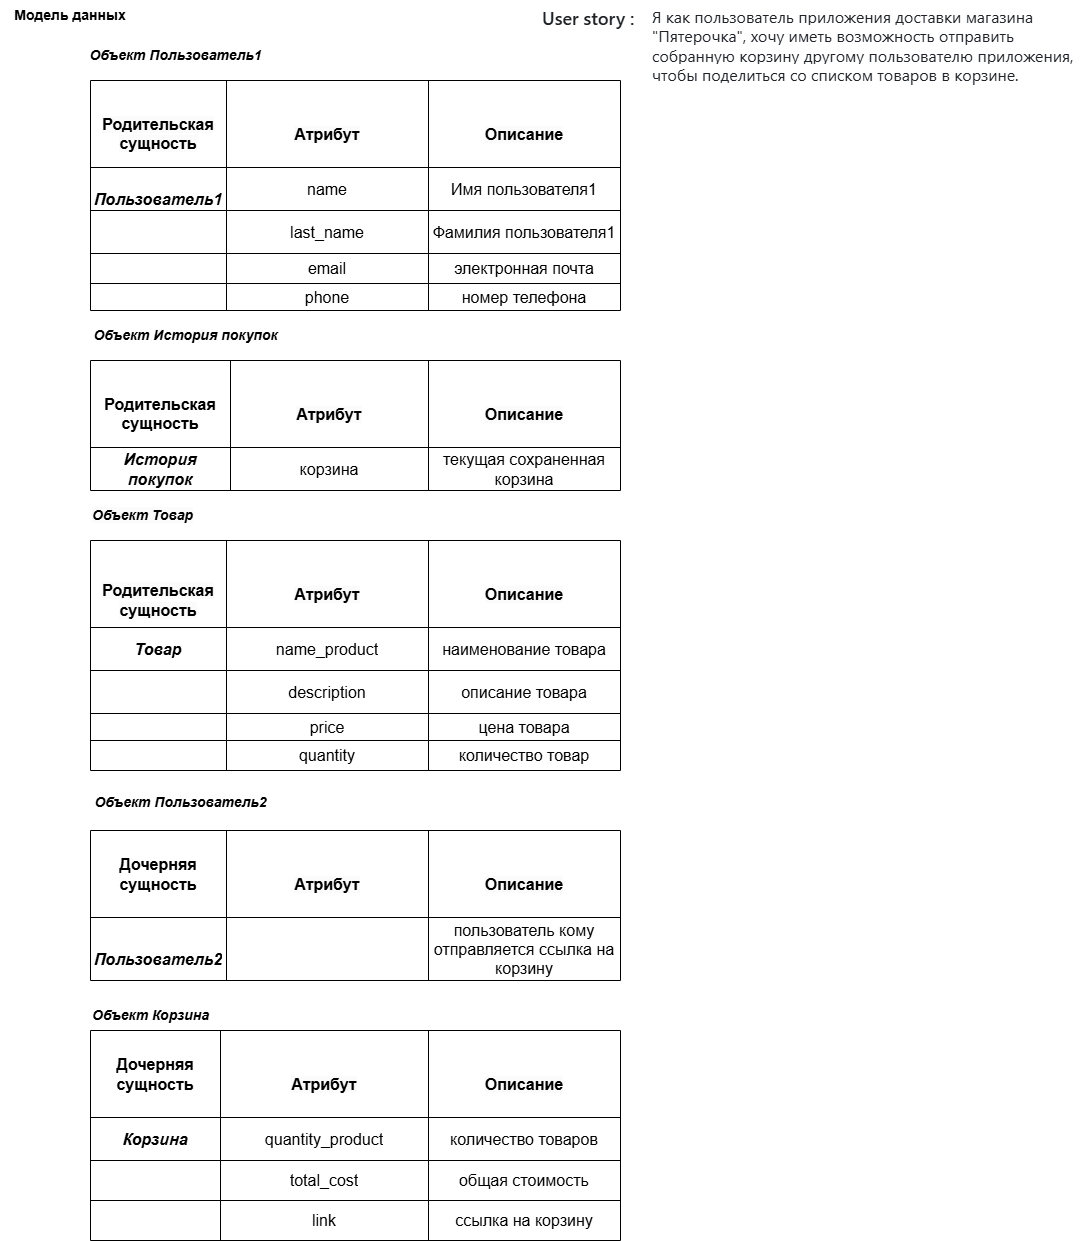 Модель данных
User story :
Я как пользователь приложения доставки магазина
"Пятерочка", хочу иметь возможность отправить
собранную корзину другому пользователю приложения,
чтобы поделиться со списком товаров в корзине.
Объект Пользователь1
Родительская
сущность
Атрибут
Описание
Пользователь1
name
Имя пользователя1
last_name
Фамилия пользователя1
email
электронная почта
phone
номер телефона
Объект История покупок
Родительская
сущность
Атрибут
Описание
История
покупок
корзина
текущая сохраненная
корзина
Объект Товар
Родительская
сущность
Атрибут
Описание
Товар
name_product
наименование товара
description
описание товара
price
цена товара
quantity
количество товар
Объект Пользователь2
Дочерняя
сущность
Атрибут
Описание
Пользователь2
пользователь кому
отправляется ссылка на
корзину
Объект Корзина
Дочерняя
сущность
Атрибут
Описание
Корзина
quantity_product
количество товаров
total_cost
общая стоимость
link
ссылка на корзину